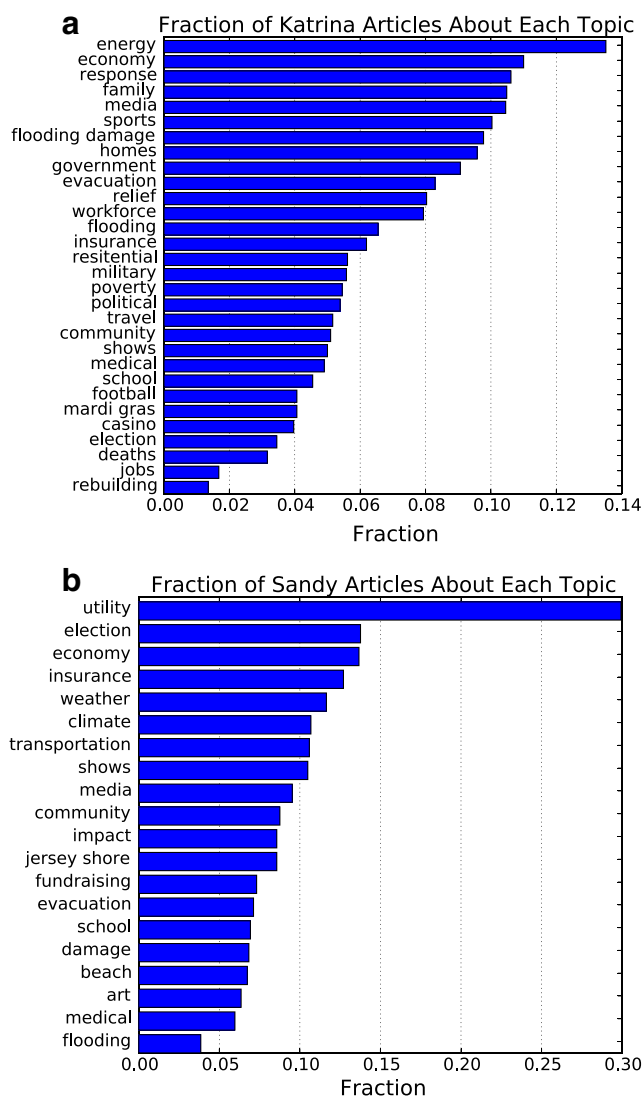 a
Fraction of Katrina Articles About Each Topic
energy
economy
response
family
media
sports
flooding damage
homes
government
evacuation
relief
workforce
flooding
insurance
resitential
military
poverty
political
travel
community
shows
medical
school
football
mardi gras
casino
election
deaths
jobs
rebuilding
0.00 0.02 0.04 0.06 0.08 0.10 0.12 0.14
Fraction
b
Fraction of Sandy Articles About Each Topic
utility
election
economy
insurance
weather
climate
transportation
shows
media
community
impact
jersey shore
fundraising
evacuation
school
damage
beach
art
medical
flooding
0.00 0.05 0.10 0.15 0.20 0.25 0.30
Fraction